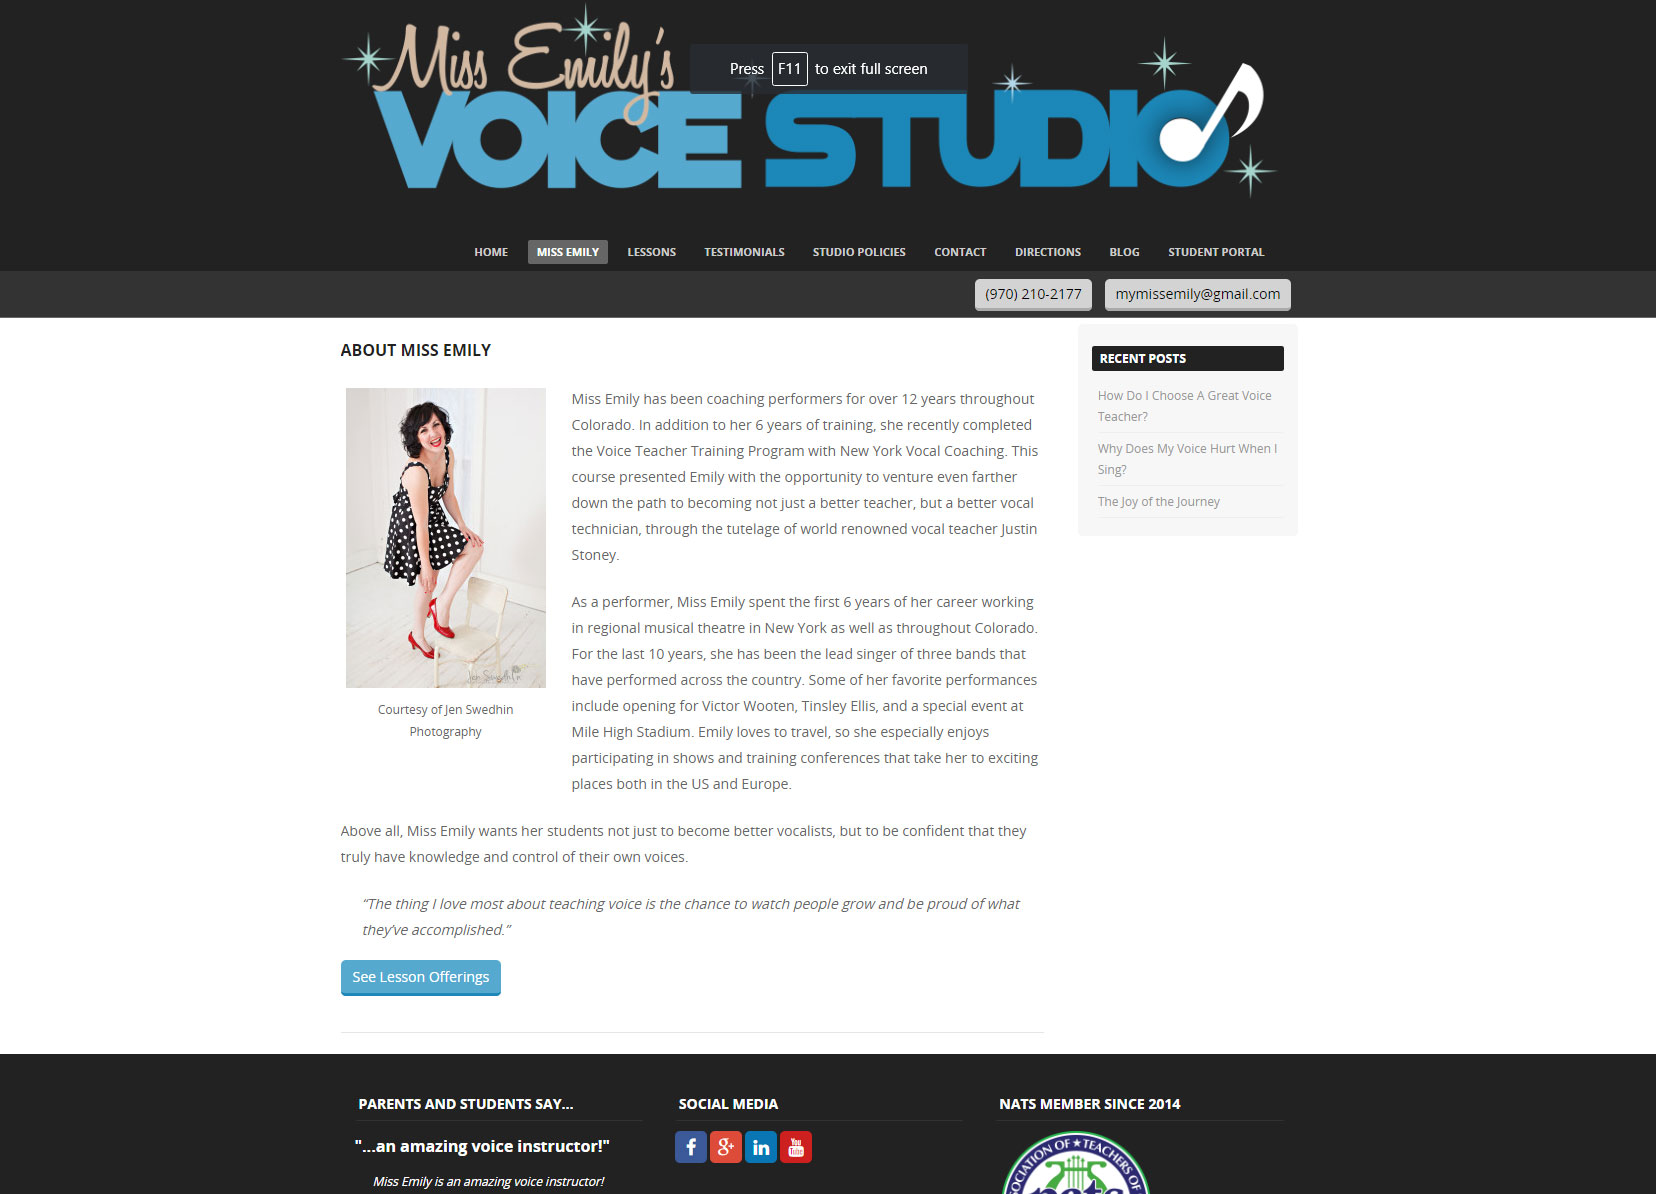 Miss Emily's
VOICE STUDIO
Press F11 to exit full screen
HOME MISS EMILY LESSONS TESTIMONIALS STUDIO POLICIES CONTACT DIRECTIONS BLOG STUDENT PORTAL
(970) 210-2177 mymissemily@gmail.com
ABOUT MISS EMILY
Miss Emily has been coaching performers for over 12 years throughout
Colorado. In addition to her 6 years of training, she recently completed
the Voice Teacher Training Program with New York Vocal Coaching. This
course presented Emily with the opportunity to venture even farther
down the path to becoming not just a better teacher, but a better vocal
technician, through the tutelage of world renowned vocal teacher Justin
Stoney.
As a performer, Miss Emily spent the first 6 years of her career working
in regional musical theatre in New York as well as throughout Colorado.
For the last 10 years, she has been the lead singer of three bands that
have performed across the country. Some of her favorite performances
include opening for Victor Wooten, Tinsley Ellis, and a special event at
Mile High Stadium. Emily loves to travel, so she especially enjoys
participating in shows and training conferences that take her to exciting
places both in the US and Europe.
Jen Swedhin
Courtesy of Jen Swedhin
Photography
Above all, Miss Emily wants her students not just to become better vocalists, but to be confident that they
truly have knowledge and control of their own voices.
“The thing I love most about teaching voice is the chance to watch people grow and be proud of what
they’ve accomplished.”
See Lesson Offerings
RECENT POSTS
How Do I Choose A Great Voice
Teacher?
Why Does My Voice Hurt When I
Sing?
The Joy of the Journey
PARENTS AND STUDENTS SAY...
"...an amazing voice instructor!"
Miss Emily is an amazing voice instructor!
SOCIAL MEDIA
f g+ in You Tube
NATS MEMBER SINCE 2014
ASSOCIATION OF ★ TEACHERS OF
nats